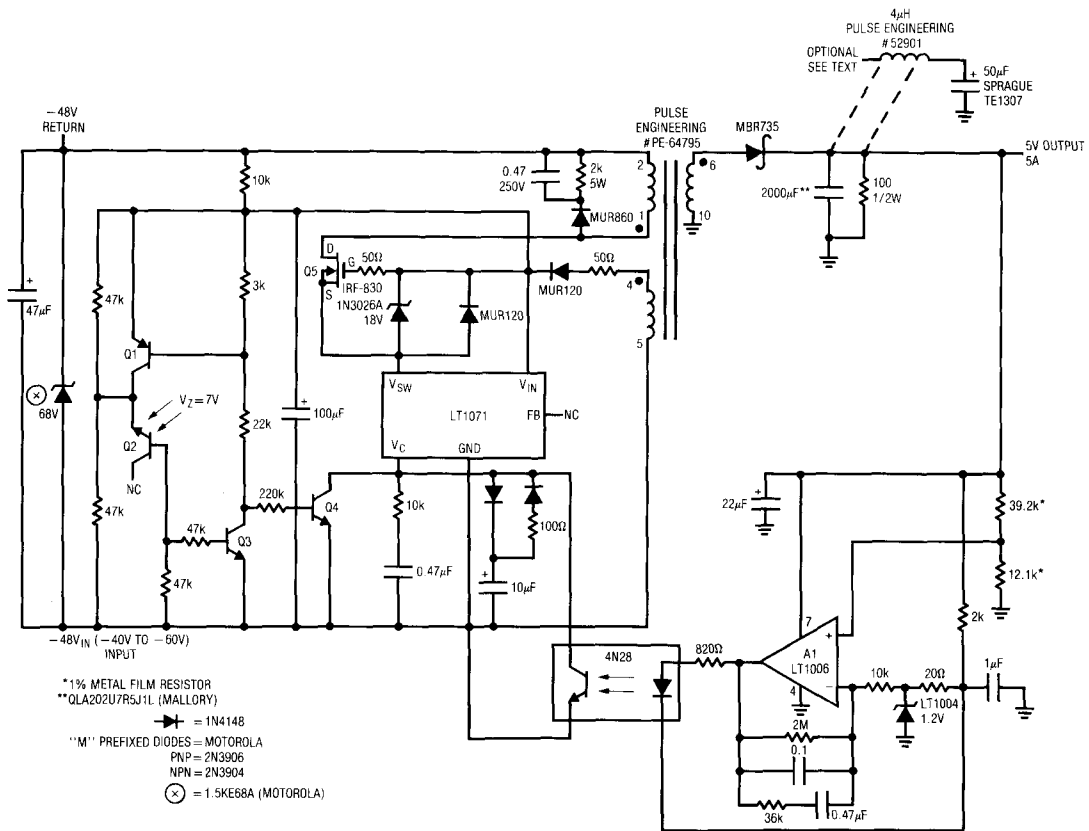 4μH
PULSE ENGINEERING
#52901
OPTIONAL
SEE TEXT
+
50μF
SPRAGUE
TE1307
−48V
RETURN
PULSE
ENGINEERING
#PE-64795
MBR735
5V OUTPUT
5A
10k
0.47
250V
2k
5W
2
6
2000μF**
100
1/2W
MUR860
1
10
D
Q5
G
S
50Ω
IRF-830
1N3026A
18V
MUR120
MUR120
50Ω
4
5
+
47μF
47k
3k
Q1
68V
VZ=7V
Q2
NC
22k
+
100μF
VSW
VIN
LT1071
FB
NC
VC
GND
220k
Q4
47k
47k
Q3
47k
10k
0.47μF
100Ω
+
10μF
+
22μF
39.2k*
12.1k*
2k
−48VIN (−40V TO −60V)
INPUT
4N28
820Ω
7
+
A1
LT1006
4
−
10k
20Ω
1μF
LT1004
1.2V
2M
0.1
36k
0.47μF
*1% METAL FILM RESISTOR
**QLA202U7R5J1L (MALLORY)
= 1N4148
"M" PREFIXED DIODES = MOTOROLA
PNP = 2N3906
NPN = 2N3904
= 1.5KE68A (MOTOROLA)